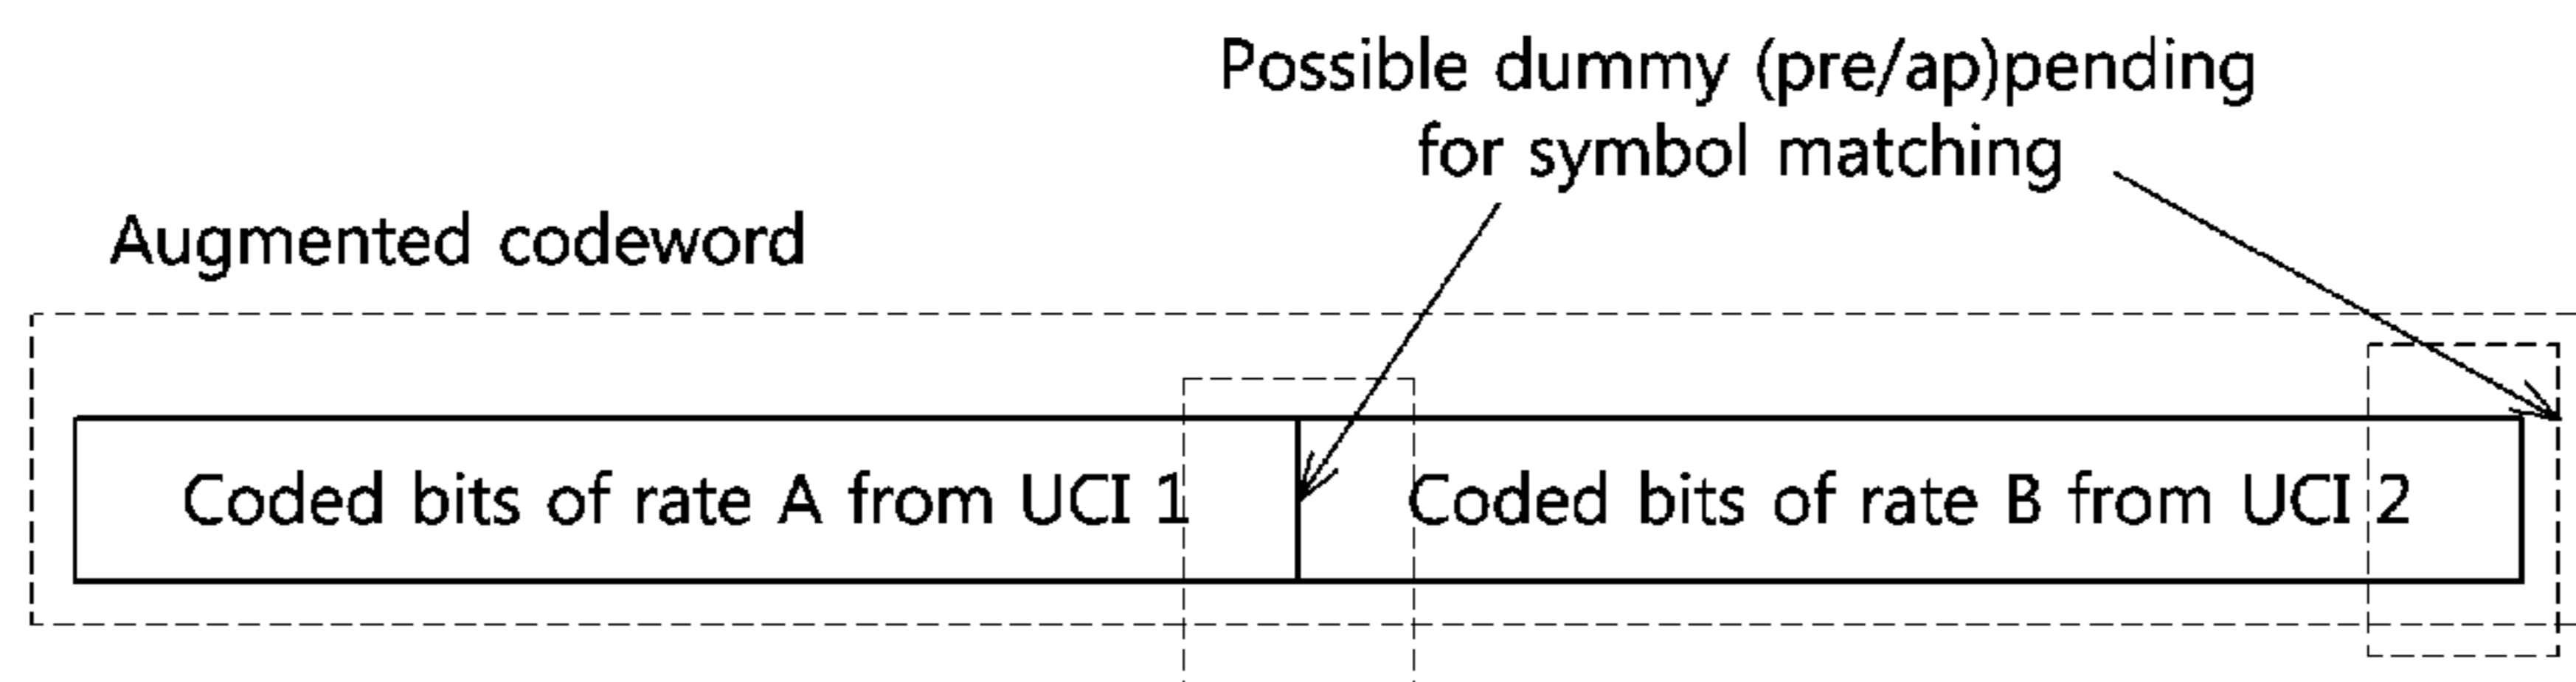 Possible dummy (pre/ap)pending
for symbol matching
Augmented codeword
Coded bits of rate A from UCI 1
Coded bits of rate B from UCI 2